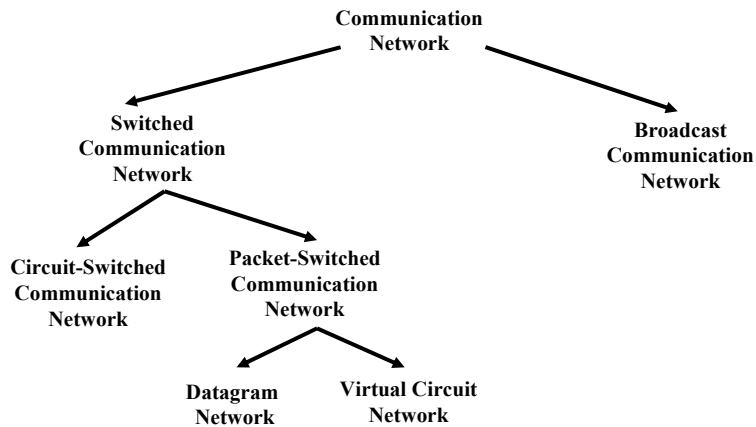 Communication
Network
Switched
Communication
Network
Broadcast
Communication
Network
Circuit-Switched
Communication
Network
Packet-Switched
Communication
Network
Datagram
Network
Virtual Circuit
Network